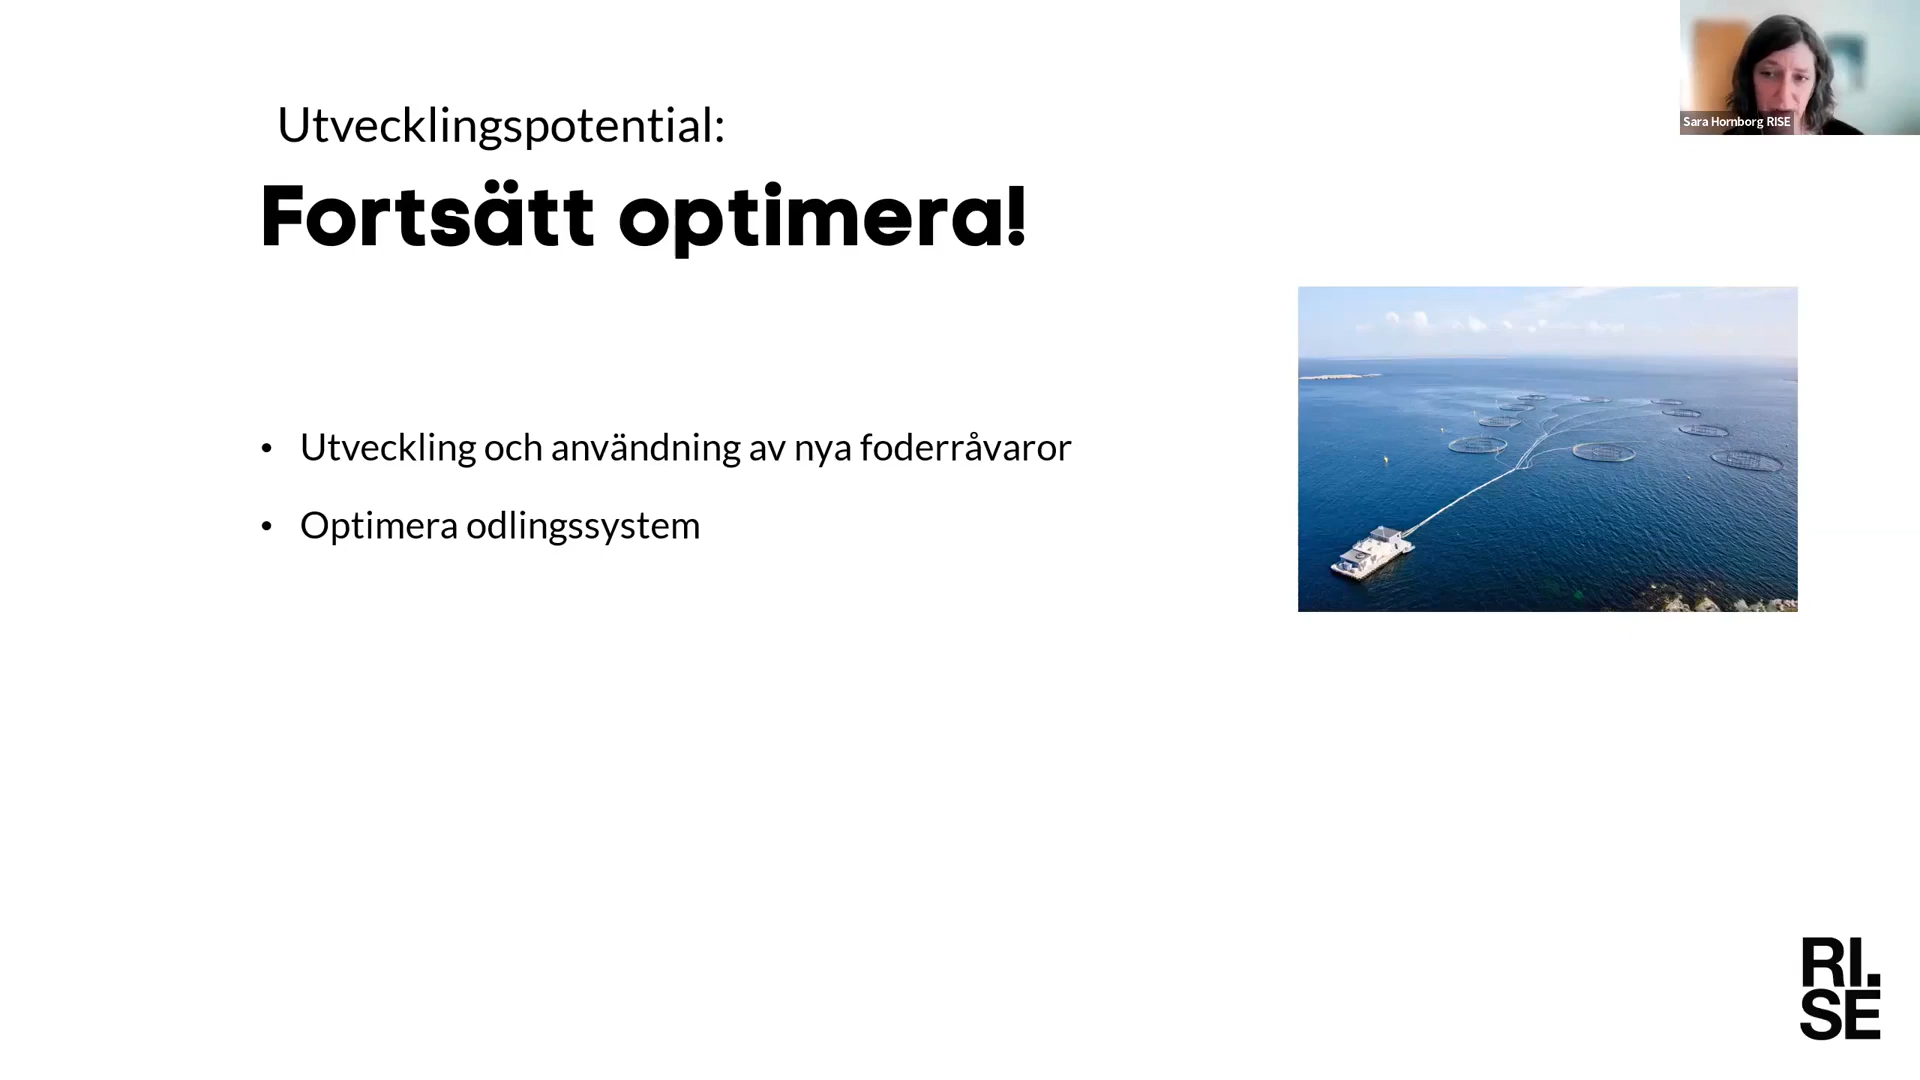 Utvecklingspotential:
Fortsätt optimera!
• Utveckling och användning av nya foderråvaror
• Optimera odlingssystem
Sara Hornborg RISE
RI.
SE